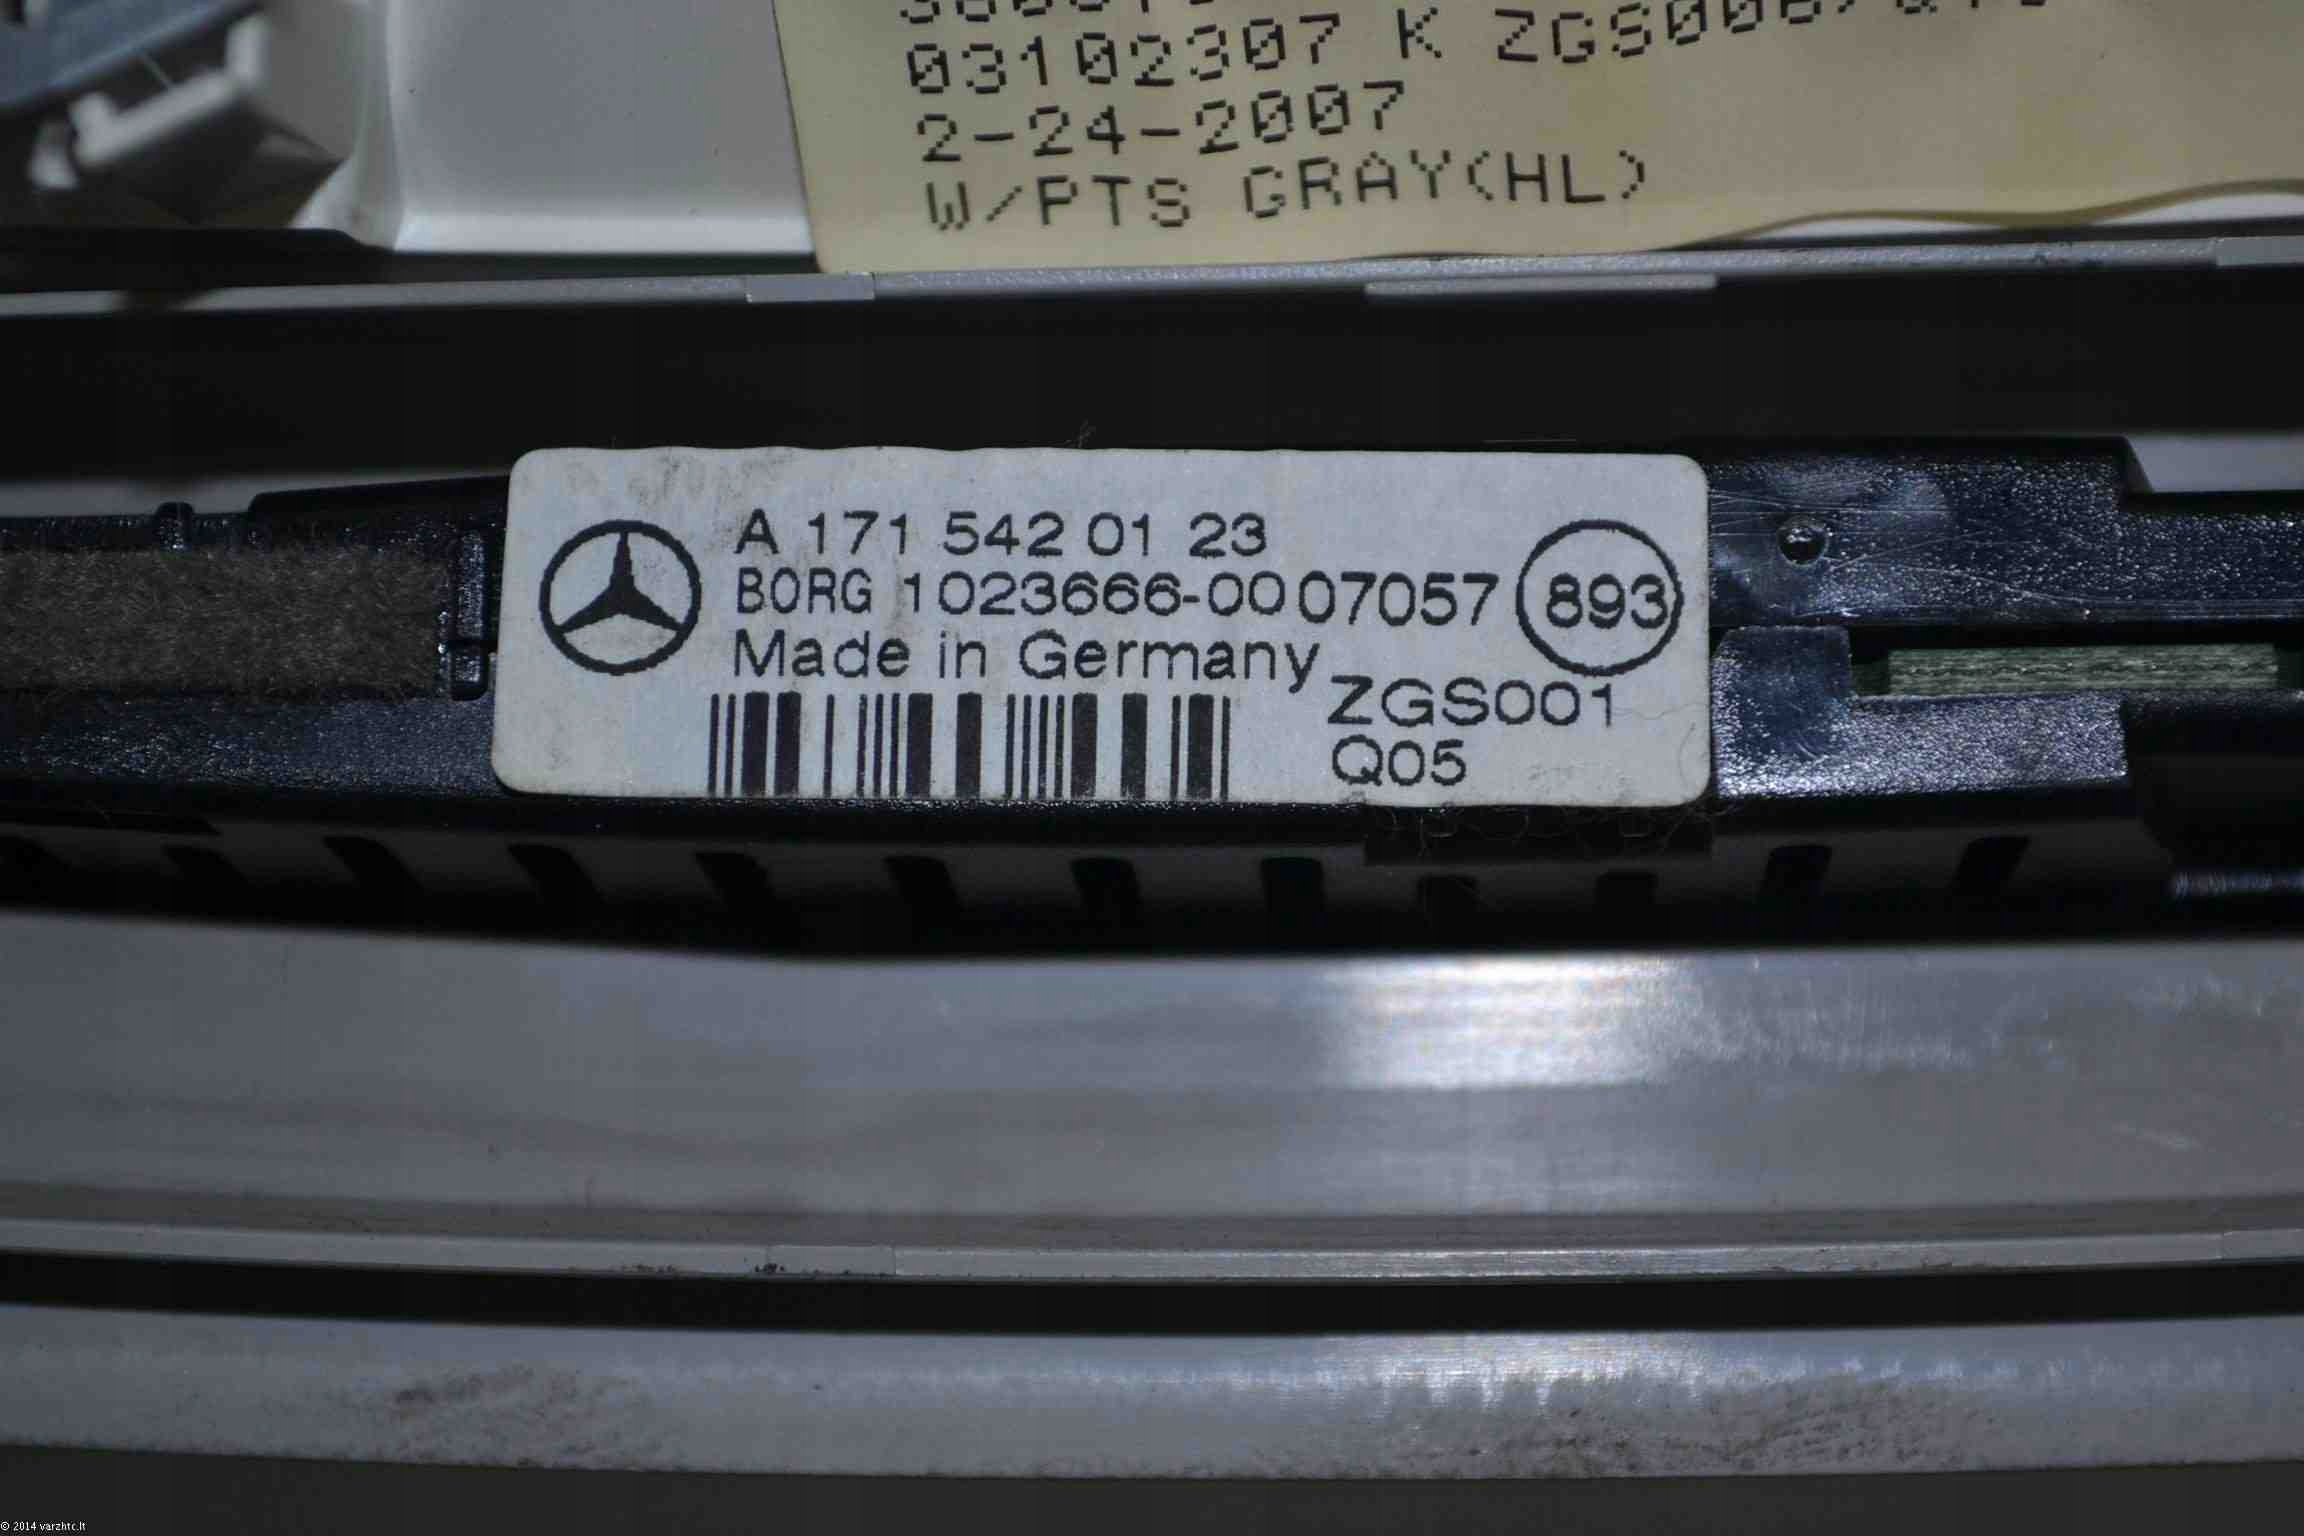 03102307 K
2-24-2007
W/PTS GRAY(HL)
A 171 542 01 23
BORG 1023666-00 07057 893
Made in Germany
ZGS001
Q05
© 2014 varzhtc.lt